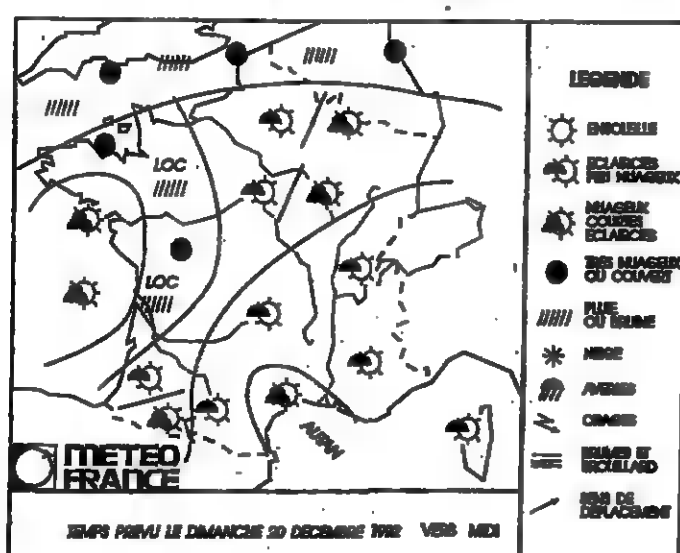 LOC
LOC
AUTAN
METEO
FRANCE
TEMPS PREVU LE DIMANCHE 20 DECEMBRE 1992 VERS MIDI
LEGENDE
ENSOLEILLE
ECLAIRCIES
PEU NUAGEUX
NUAGEUX
COURTES
ECLAIRCIES
TRES NUAGEUX
OU COUVERT
PLUIE
OU BRUINE
NEIGE
AVERSES
ORAGES
BRUMES ET
BROUILLARD
SENS DE
DEPLACEMENT